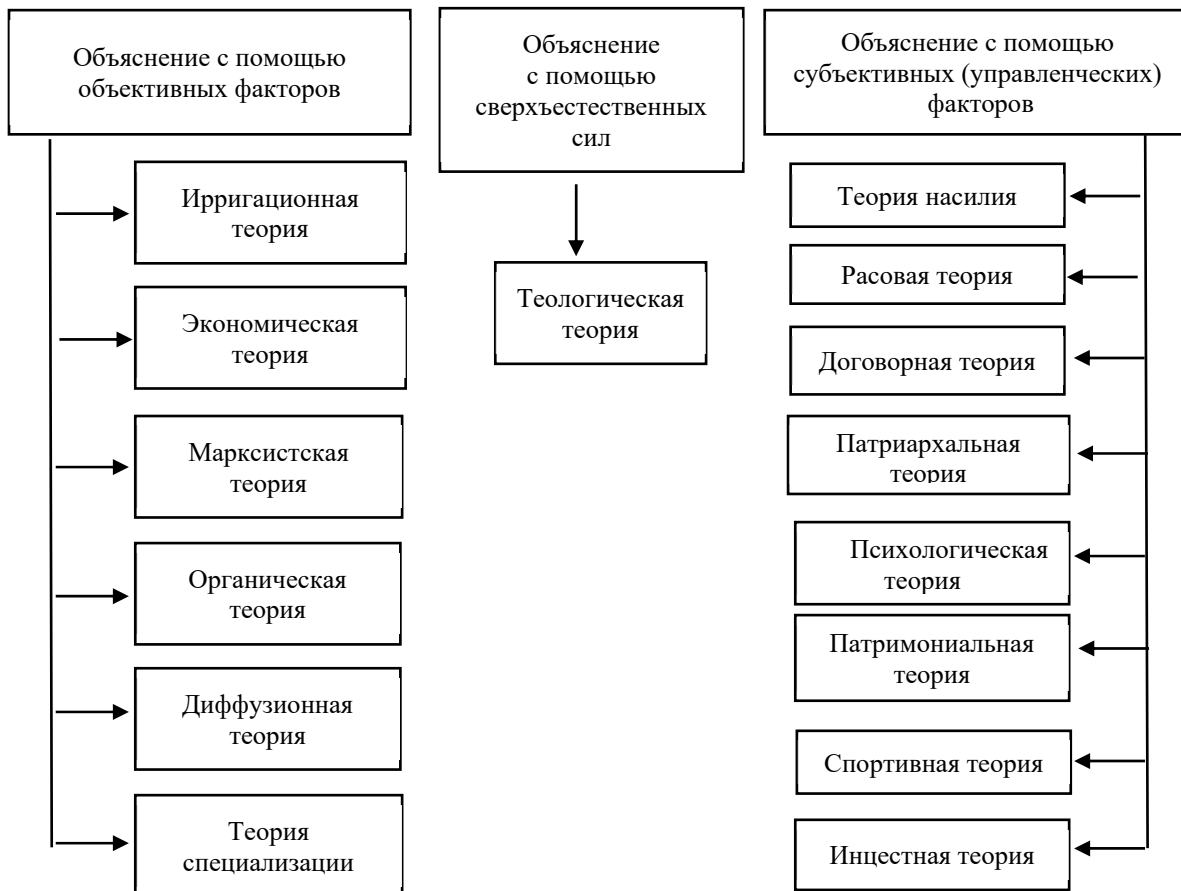 Объяснение с помощью
объективных факторов
Ирригационная
теория
Экономическая
теория
Марксистская
теория
Органическая
теория
Диффузионная
теория
Теория
специализации
Объяснение
с помощью
сверхъестественных
сил
Теологическая
теория
Объяснение с помощью
субъективных (управленческих)
факторов
Теория насилия
Расовая теория
Договорная теория
Патриархальная
теория
Психологическая
теория
Патримониальная
теория
Спортивная теория
Инцестная теория